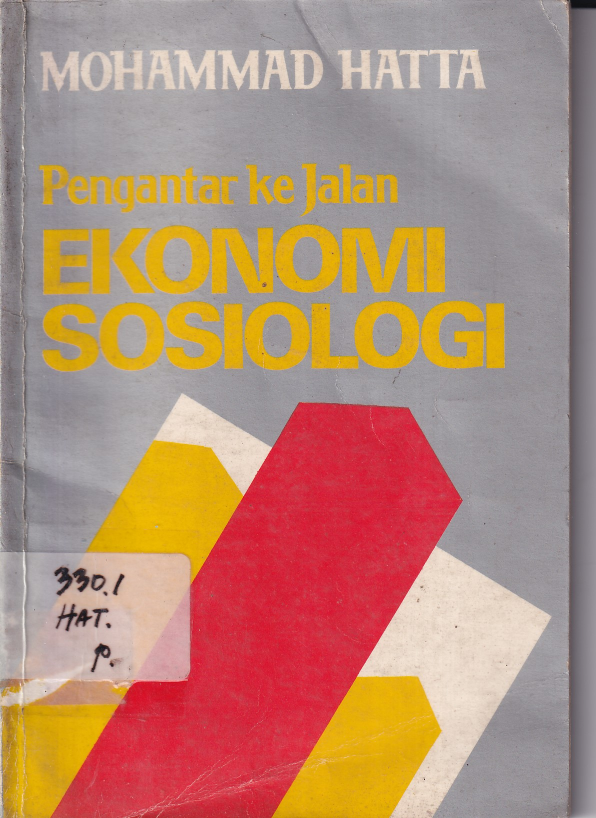 MOHAMMAD HATTA
Pengantar ke Jalan
EKONOMI
SOSIOLOGI
330.1
HAT.
p.